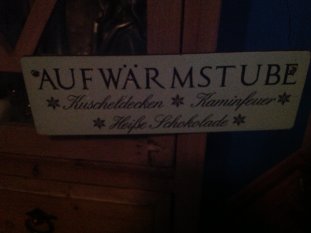 AUFWÄRMSTUBE
Kuscheldecken * Kaminfeuer *
* Heiße Schokolade *